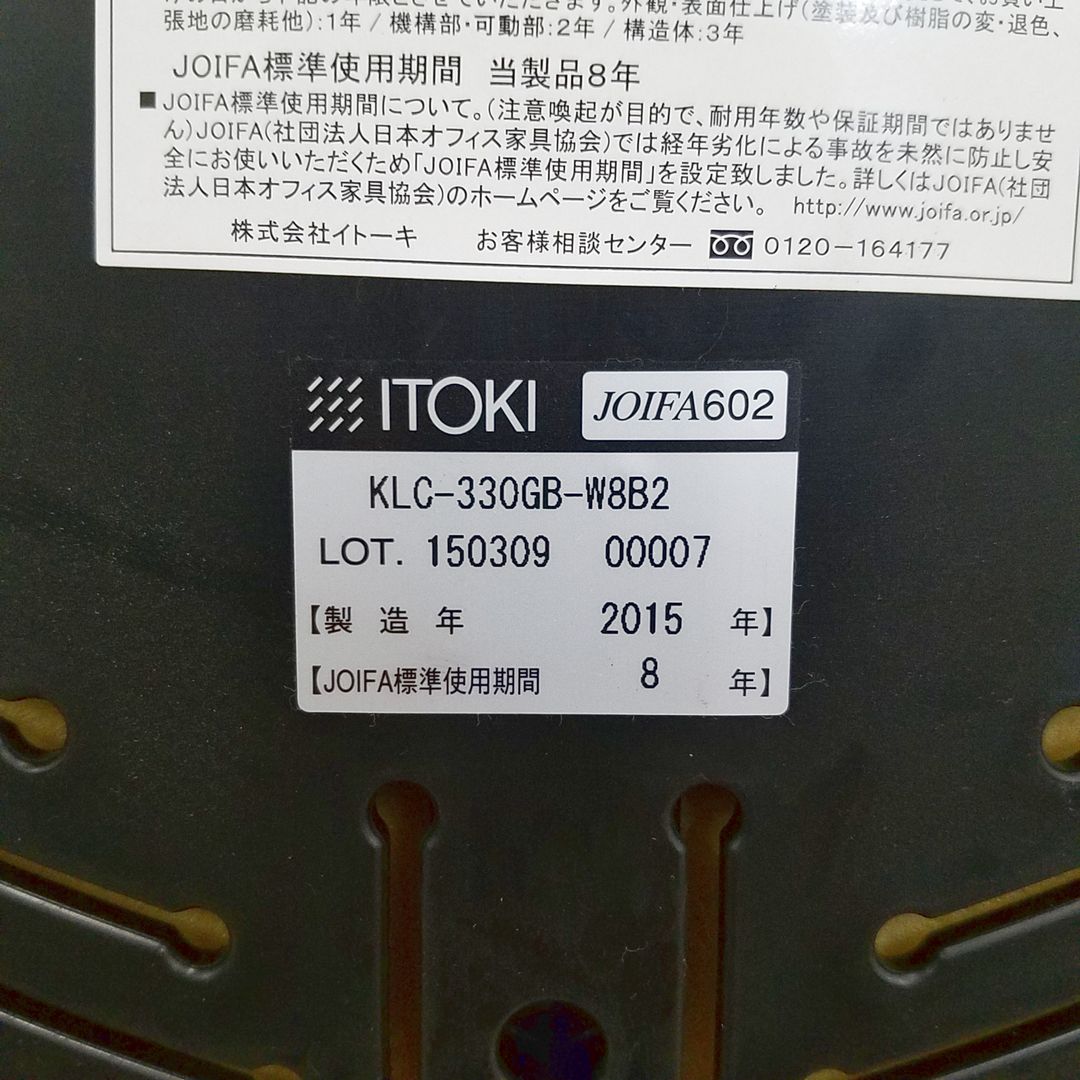 張地の磨耗他):1年 / 機構部・可動部:2年 / 構造体:3年
JOIFA標準使用期間 当製品8年
■JOIFA標準使用期間について。(注意喚起が目的で、耐用年数や保証期間ではありませ
ん)JOIFA(社団法人日本オフィス家具協会)では経年劣化による事故を未然に防止し安
全にお使いいただくため「JOIFA標準使用期間」を設定致しました。詳しくはJOIFA(社団
法人日本オフィス家具協会)のホームページをご覧ください。 http://www.joifa.or.jp/
株式会社イトーキ お客様相談センター 0120-164177
ITOKI JOIFA602
KLC-330GB-W8B2
LOT. 150309 00007
【製 造 年 2015 年】
【JOIFA標準使用期間 8 年】